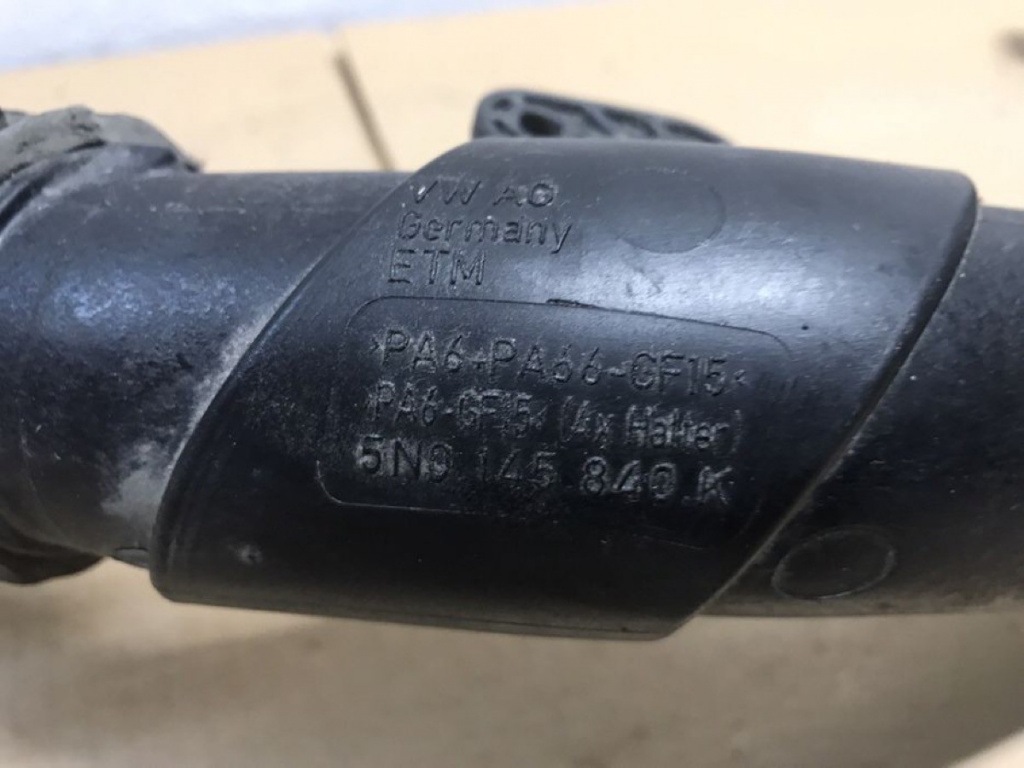 VW AG
Germany
ETM
>PA6+PA66-GF15<
>PA6-GF15< (4x Halter)
5N0 145 840 K